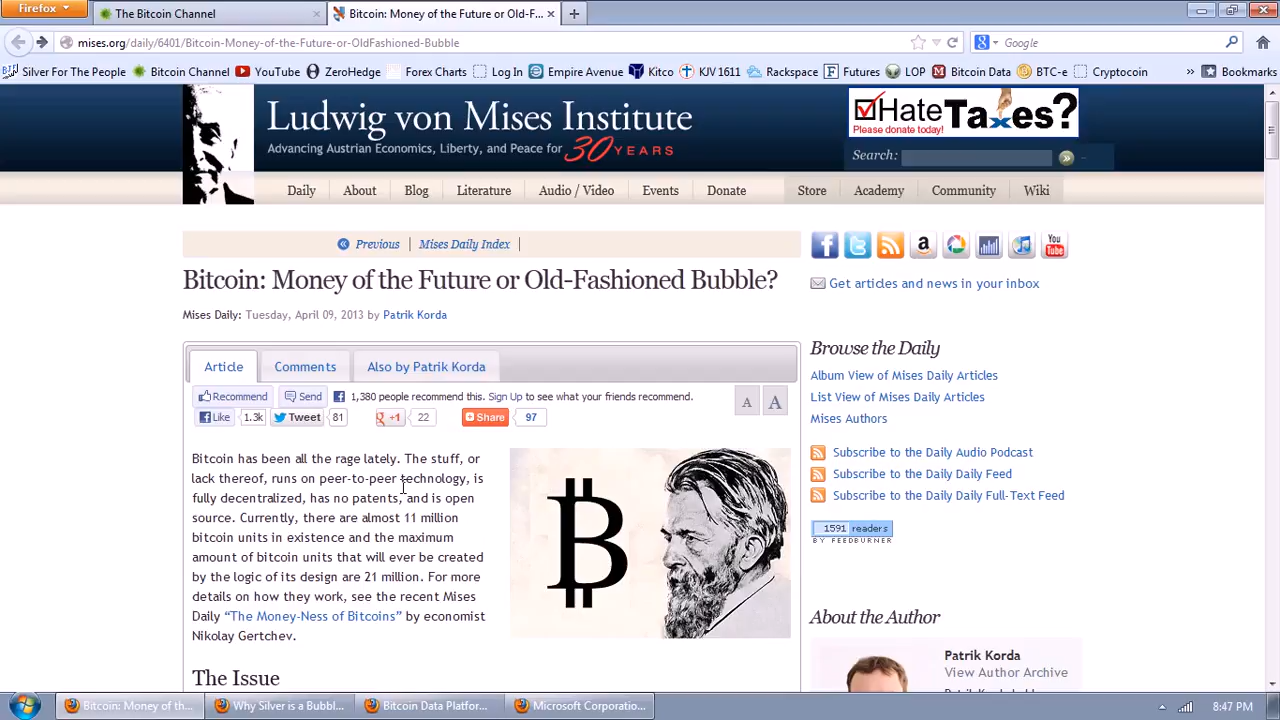 Firefox
The Bitcoin Channel
Bitcoin: Money of the Future or Old-F...
mises.org/daily/6401/Bitcoin-Money-of-the-Future-or-OldFashioned-Bubble
Google
Silver For The People
Bitcoin Channel
YouTube
ZeroHedge
Forex Charts
Log In
Empire Avenue
Kitco
KJV 1611
Rackspace
Futures
LOP
Bitcoin Data
BTC-e
Cryptocoin
Bookmarks
Ludwig von Mises Institute
Advancing Austrian Economics, Liberty, and Peace for 30 YEARS
Hate Taxes?
Please donate today!
Search:
Daily
About
Blog
Literature
Audio / Video
Events
Donate
Store
Academy
Community
Wiki
Previous
Mises Daily Index
Bitcoin: Money of the Future or Old-Fashioned Bubble?
Mises Daily: Tuesday, April 09, 2013 by Patrik Korda
Article
Comments
Also by Patrik Korda
Recommend
Send
1,380 people recommend this. Sign Up to see what your friends recommend.
A A
Like 1.3k
Tweet 81
+1 22
Share 97
Bitcoin has been all the rage lately. The stuff, or
lack thereof, runs on peer-to-peer technology, is
fully decentralized, has no patents, and is open
source. Currently, there are almost 11 million
bitcoin units in existence and the maximum
amount of bitcoin units that will ever be created
by the logic of its design are 21 million. For more
details on how they work, see the recent Mises
Daily “The Money-Ness of Bitcoins” by economist
Nikolay Gertchev.
The Issue
Get articles and news in your inbox
Browse the Daily
Album View of Mises Daily Articles
List View of Mises Daily Articles
Mises Authors
Subscribe to the Daily Audio Podcast
Subscribe to the Daily Daily Feed
Subscribe to the Daily Daily Full-Text Feed
1591 readers
BY FEEDBURNER
About the Author
Patrik Korda
View Author Archive
Bitcoin: Money of th...
Why Silver is a Bubbl...
Bitcoin Data Platfor...
Microsoft Corporatio...
8:47 PM